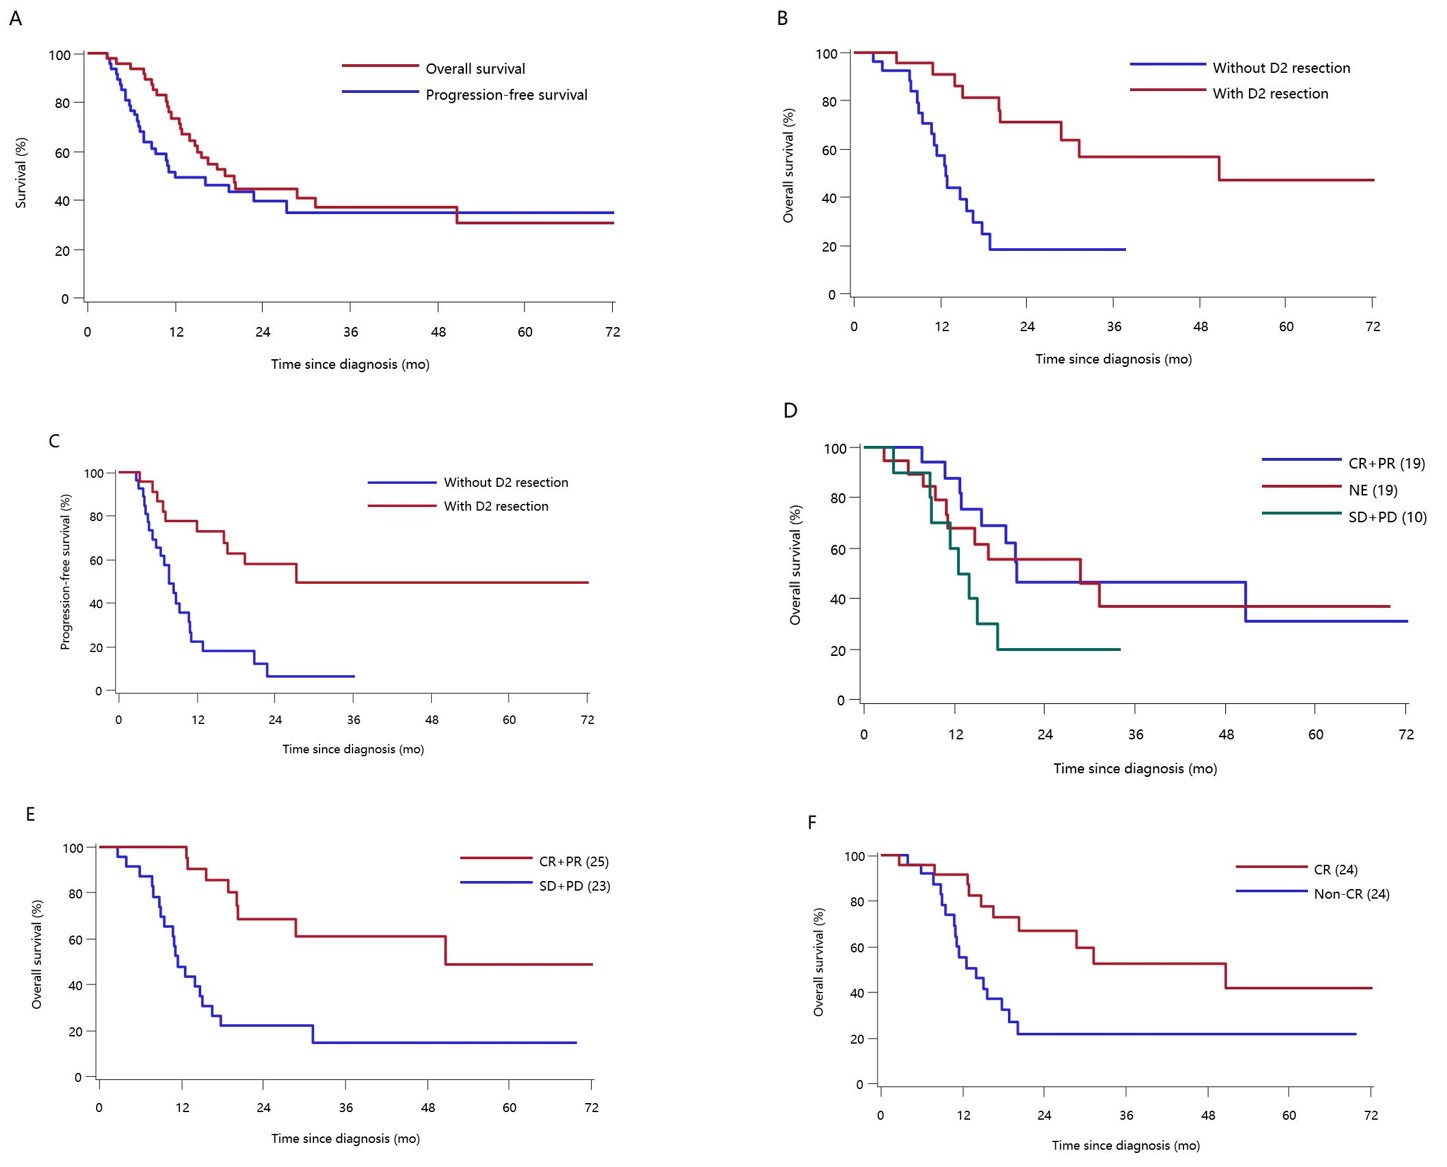 A
100
80
60
40
20
0
Survival (%)
Overall survival
Progression-free survival
0 12 24 36 48 60 72
Time since diagnosis (mo)
B
100
80
60
40
20
0
Overall survival (%)
Without D2 resection
With D2 resection
0 12 24 36 48 60 72
Time since diagnosis (mo)
C
100
80
60
40
20
0
Progression-free survival (%)
Without D2 resection
With D2 resection
0 12 24 36 48 60 72
Time since diagnosis (mo)
D
100
80
60
40
20
0
Overall survival (%)
CR+PR (19)
NE (19)
SD+PD (10)
0 12 24 36 48 60 72
Time since diagnosis (mo)
E
100
80
60
40
20
0
Overall survival (%)
CR+PR (25)
SD+PD (23)
0 12 24 36 48 60 72
Time since diagnosis (mo)
F
100
80
60
40
20
0
Overall survival (%)
CR (24)
Non-CR (24)
0 12 24 36 48 60 72
Time since diagnosis (mo)